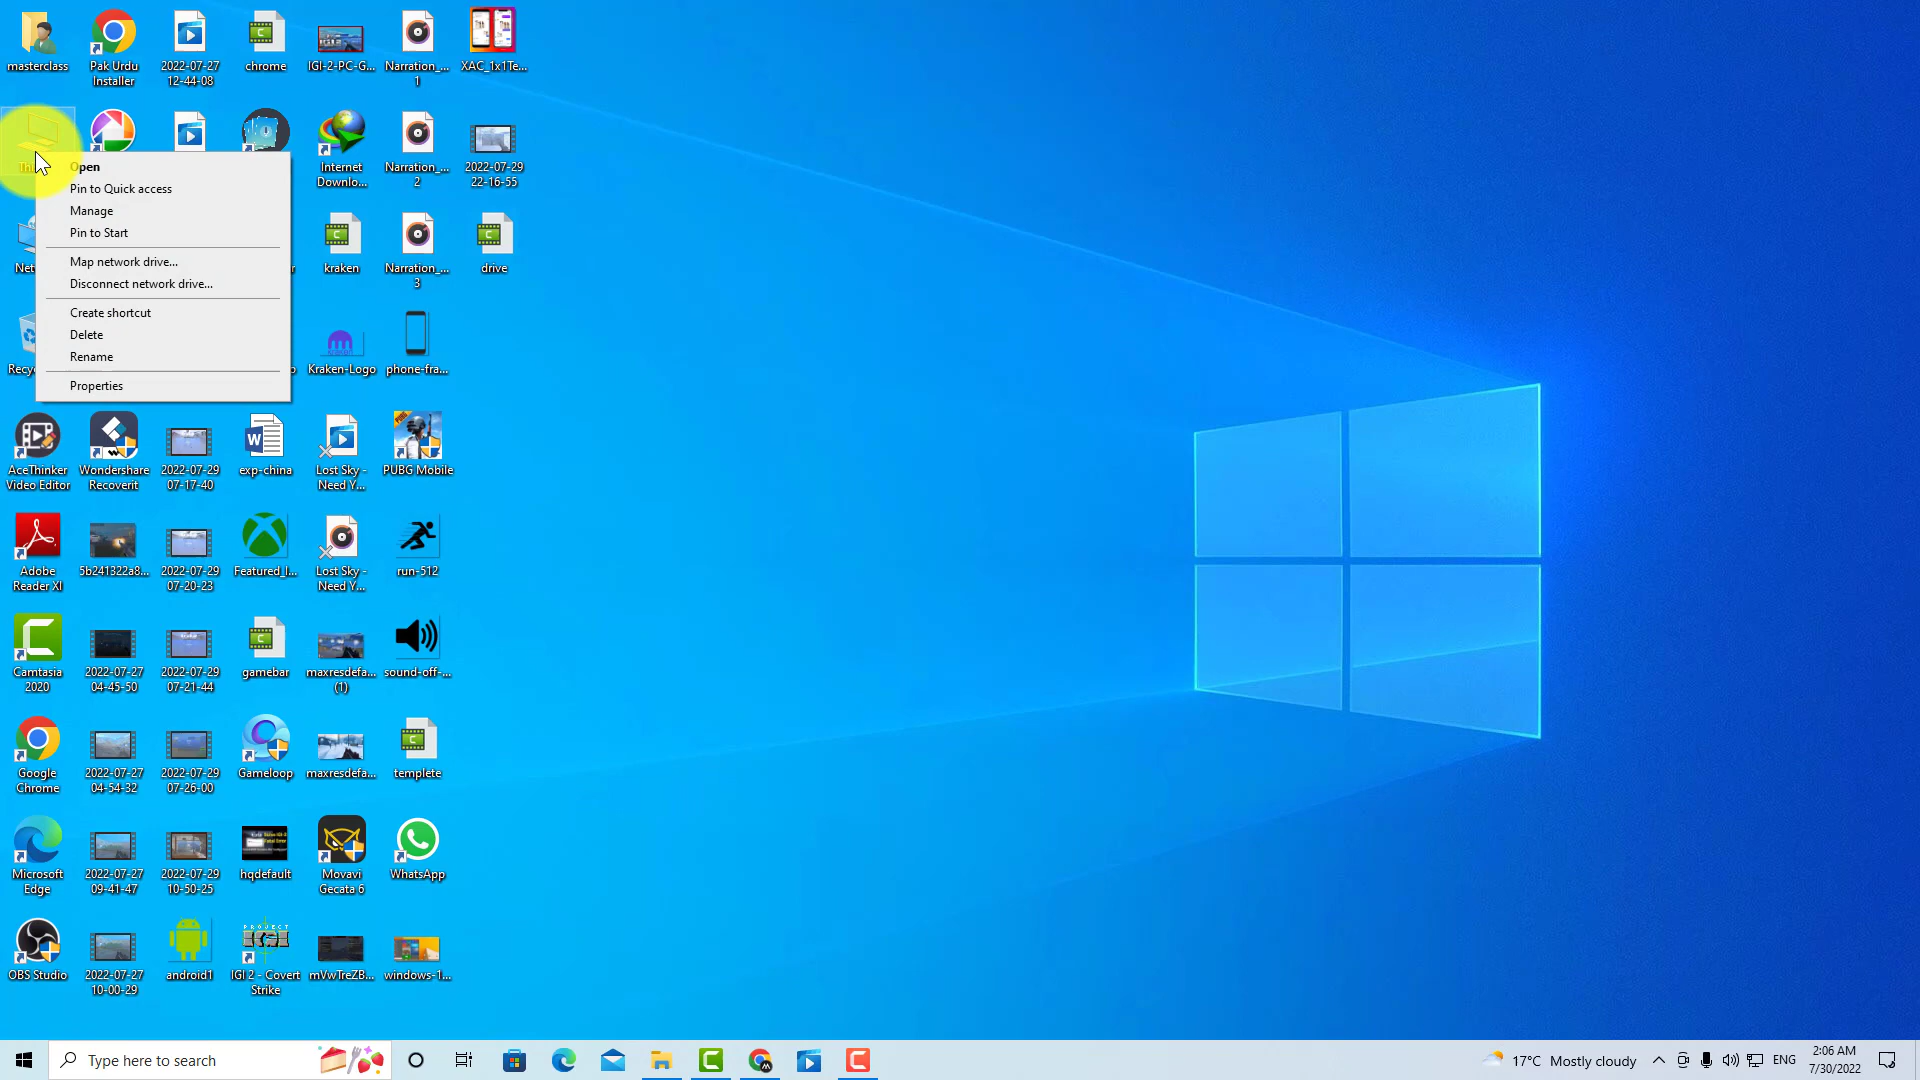 masterclass
Pak Urdu
Installer
2022-07-27
12-44-08
chrome
IGI-2-PC-G...
Narration_...
1
XAC_1x1Te...
Internet
Downlo...
Narration_...
2
2022-07-29
22-16-55
Open
Pin to Quick access
Manage
Pin to Start
Map network drive...
Disconnect network drive...
Create shortcut
Delete
Rename
Properties
kraken
Narration_...
3
drive
Kraken-Logo
phone-fra...
AceThinker
Video Editor
Wondershare
Recoverit
2022-07-29
07-17-40
exp-china
Lost Sky -
Need Y...
PUBG Mobile
Adobe
Reader XI
5b241322a8...
2022-07-29
07-20-23
Featured_I...
Lost Sky -
Need Y...
run-512
Camtasia
2020
2022-07-27
04-45-50
2022-07-29
07-21-44
gamebar
maxresdefa...
(1)
sound-off-...
Google
Chrome
2022-07-27
04-54-32
2022-07-29
07-26-00
Gameloop
maxresdefa...
templete
Microsoft
Edge
2022-07-27
09-41-47
2022-07-29
10-50-25
hqdefault
Movavi
Gecata 6
WhatsApp
OBS Studio
2022-07-27
10-00-29
android1
IGI 2 - Covert
Strike
mVwTreZB...
windows-1...
Type here to search
17°C Mostly cloudy
ENG
2:06 AM
7/30/2022